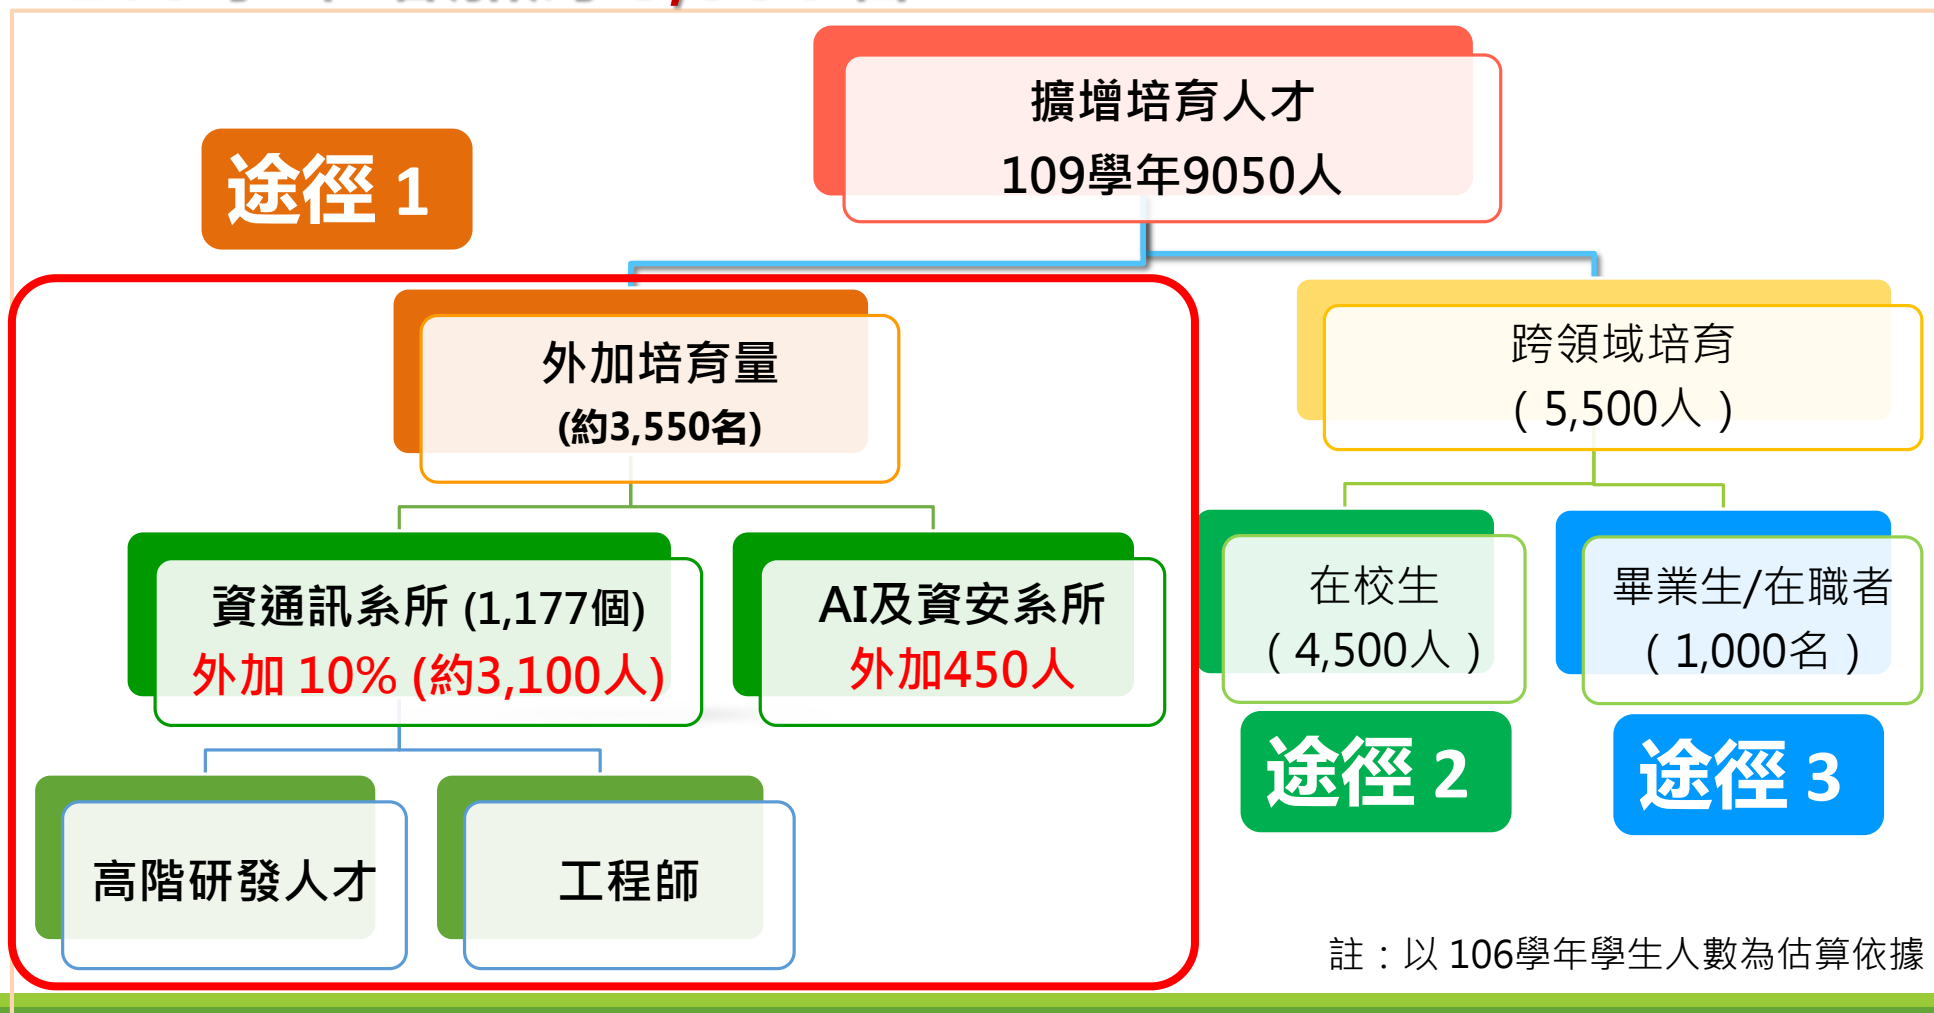 擴增培育人才
109學年9050人
途徑 1
外加培育量
(約3,550名)
跨領域培育
( 5,500人 )
資通訊系所 (1,177個)
外加 10% (約3,100人)
AI及資安系所
外加450人
在校生
( 4,500人 )
畢業生/在職者
( 1,000名 )
途徑 2
途徑 3
高階研發人才
工程師
註：以 106學年學生人數為估算依據